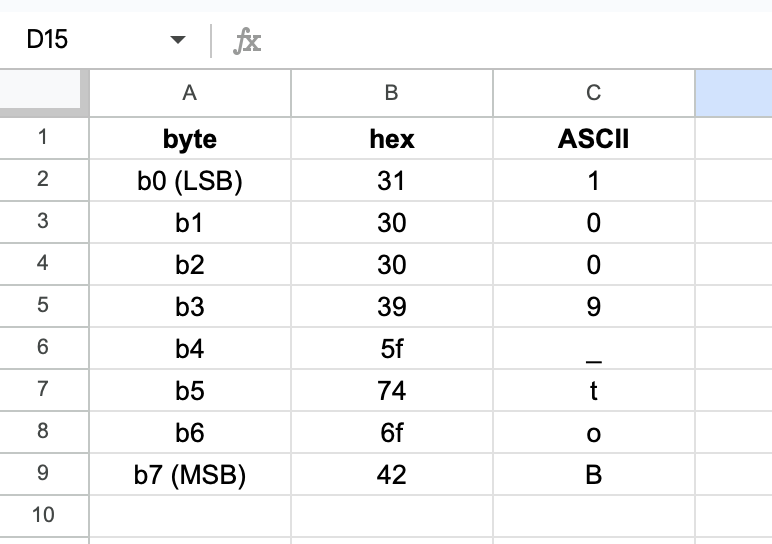 D15 fx
A B C
1 byte hex ASCII
2 b0 (LSB) 31 1
3 b1 30 0
4 b2 30 0
5 b3 39 9
6 b4 5f _
7 b5 74 t
8 b6 6f o
9 b7 (MSB) 42 B
10